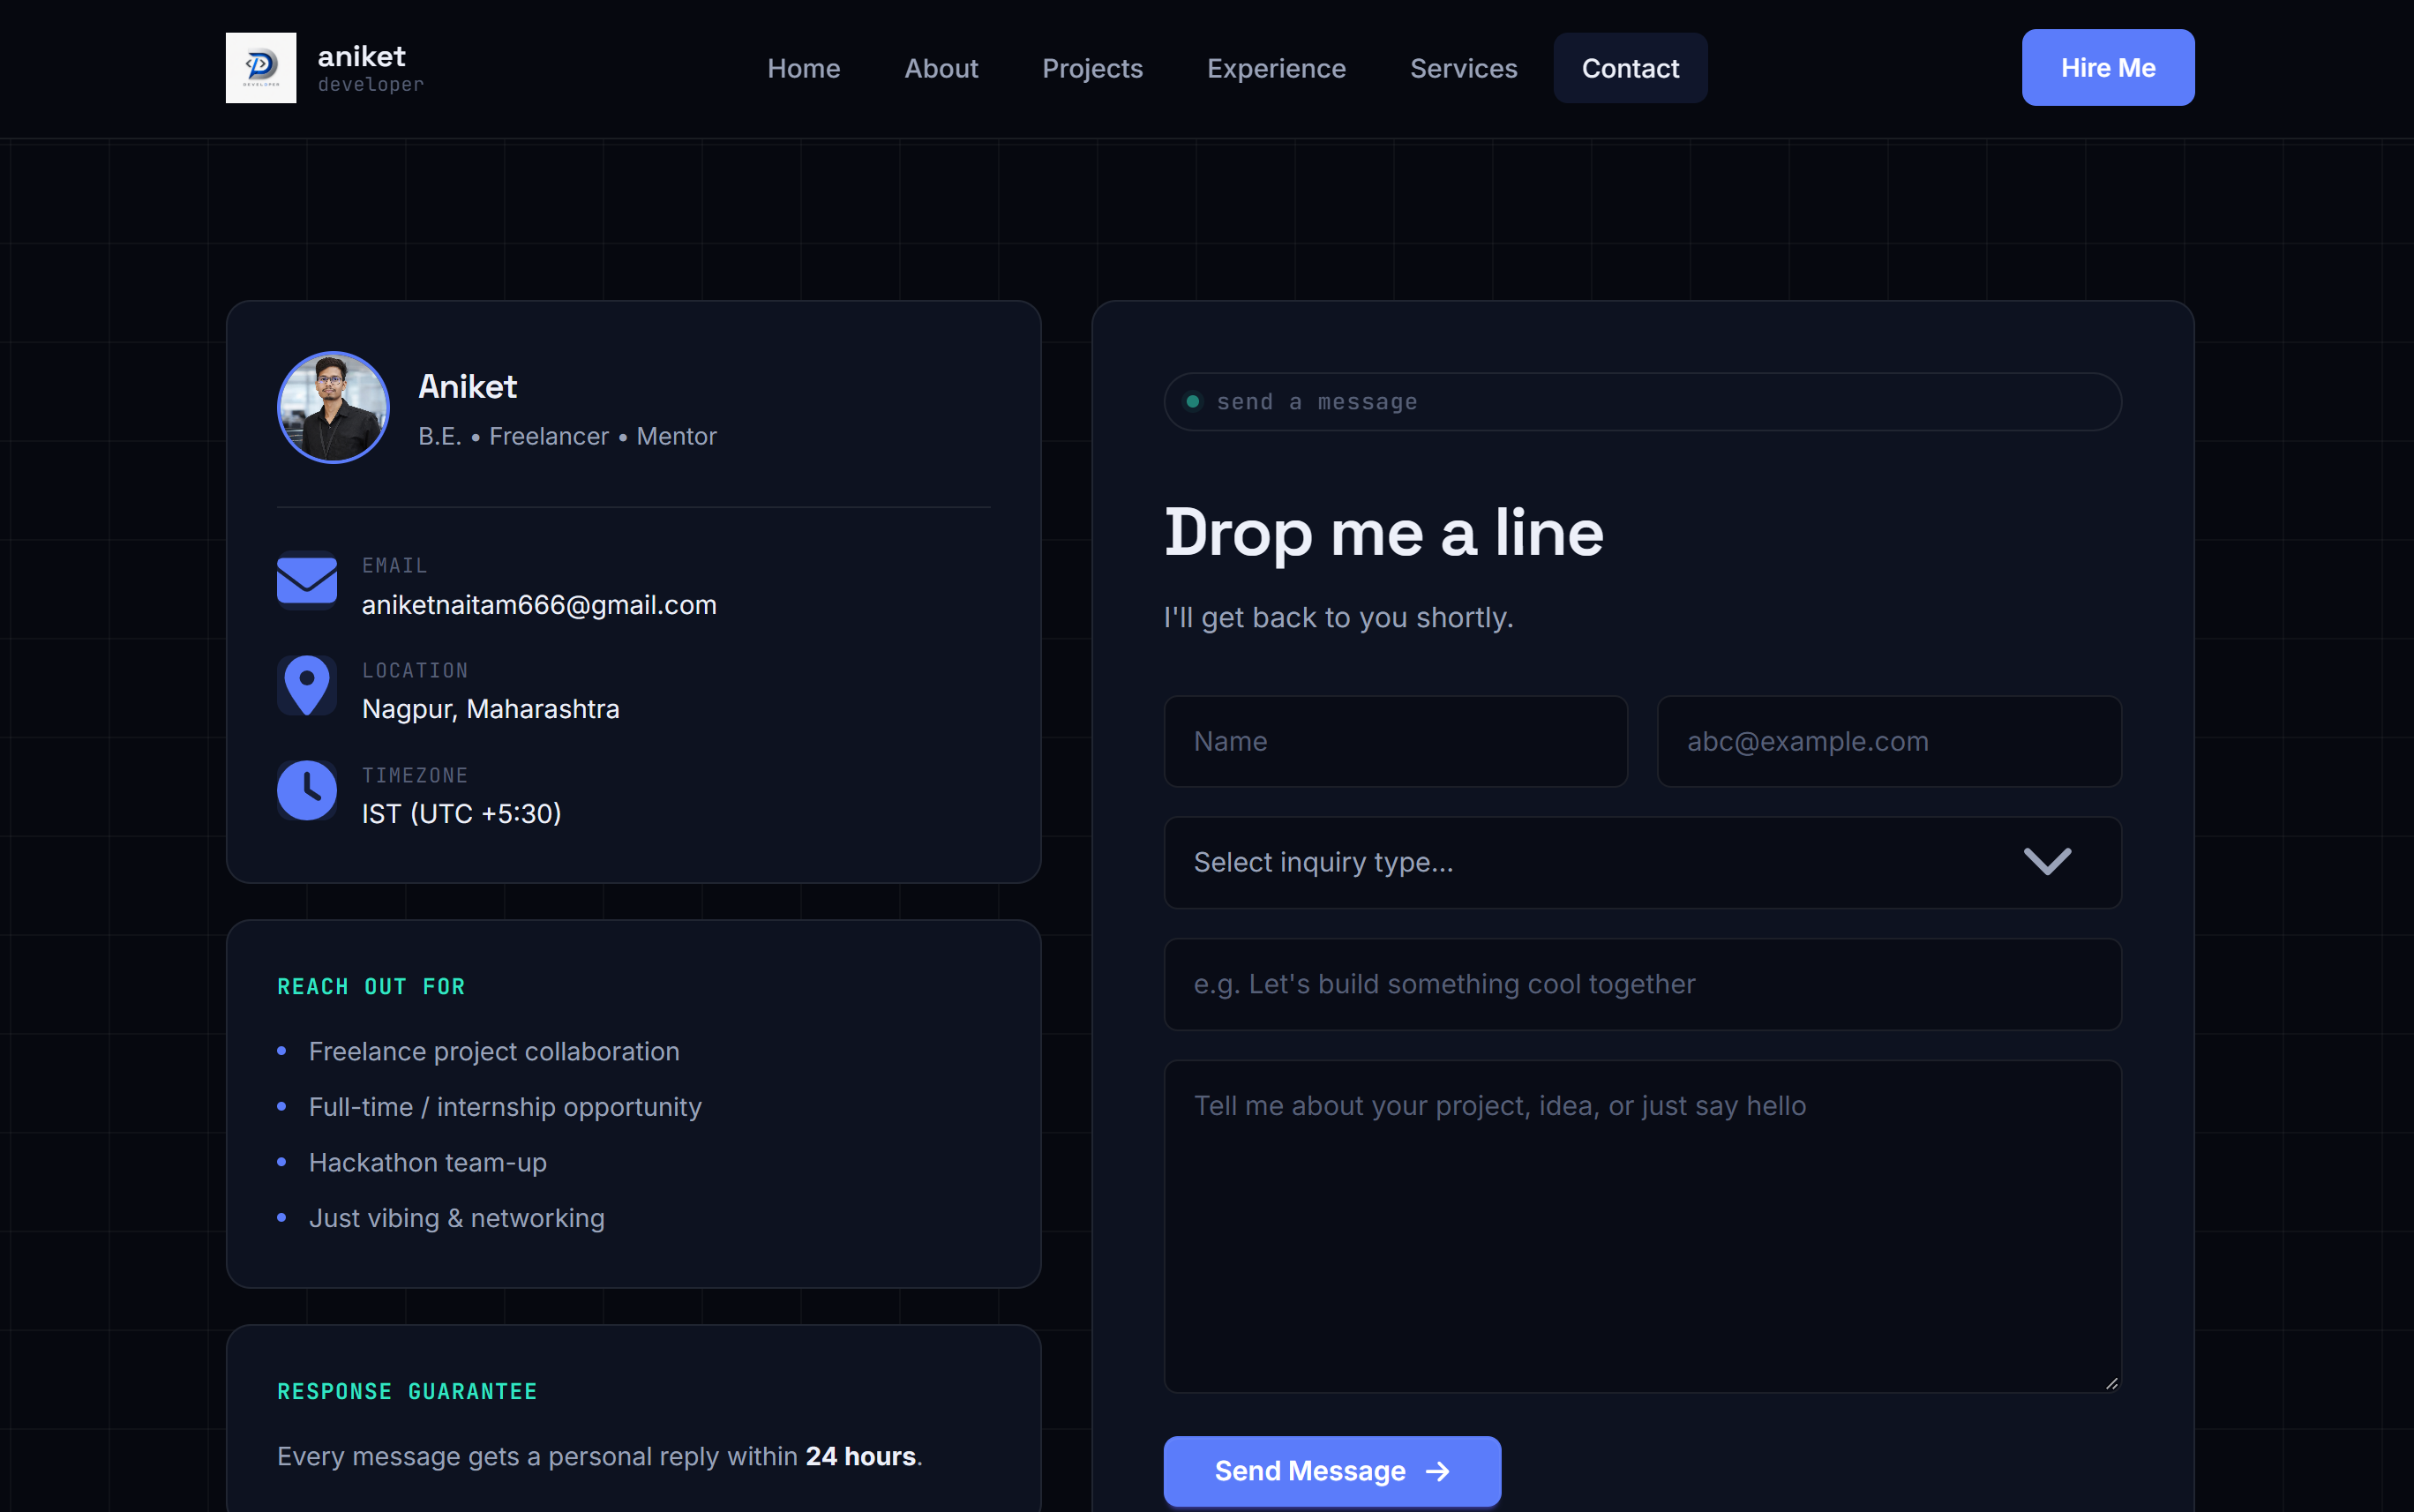 DEVELOPER
aniket
developer
Home
About
Projects
Experience
Services
Contact
Hire Me
Aniket
B.E. • Freelancer • Mentor
EMAIL
aniketnaitam666@gmail.com
LOCATION
Nagpur, Maharashtra
TIMEZONE
IST (UTC +5:30)
REACH OUT FOR
Freelance project collaboration
Full-time / internship opportunity
Hackathon team-up
Just vibing & networking
RESPONSE GUARANTEE
Every message gets a personal reply within 24 hours.
send a message
Drop me a line
I'll get back to you shortly.
Name
abc@example.com
Select inquiry type...
e.g. Let's build something cool together
Tell me about your project, idea, or just say hello
Send Message →